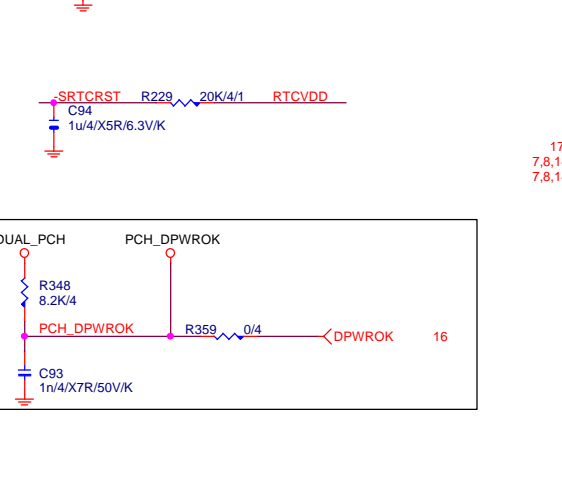 -SRTCRST R229 20K/4/1 RTCVDD
C94
1u/4/X5R/6.3V/K
17
7,8,1
7,8,1
DUAL_PCH PCH_DPWROK
R348
8.2K/4
PCH_DPWROK R359 0/4 DPWROK 16
C93
1n/4/X7R/50V/K